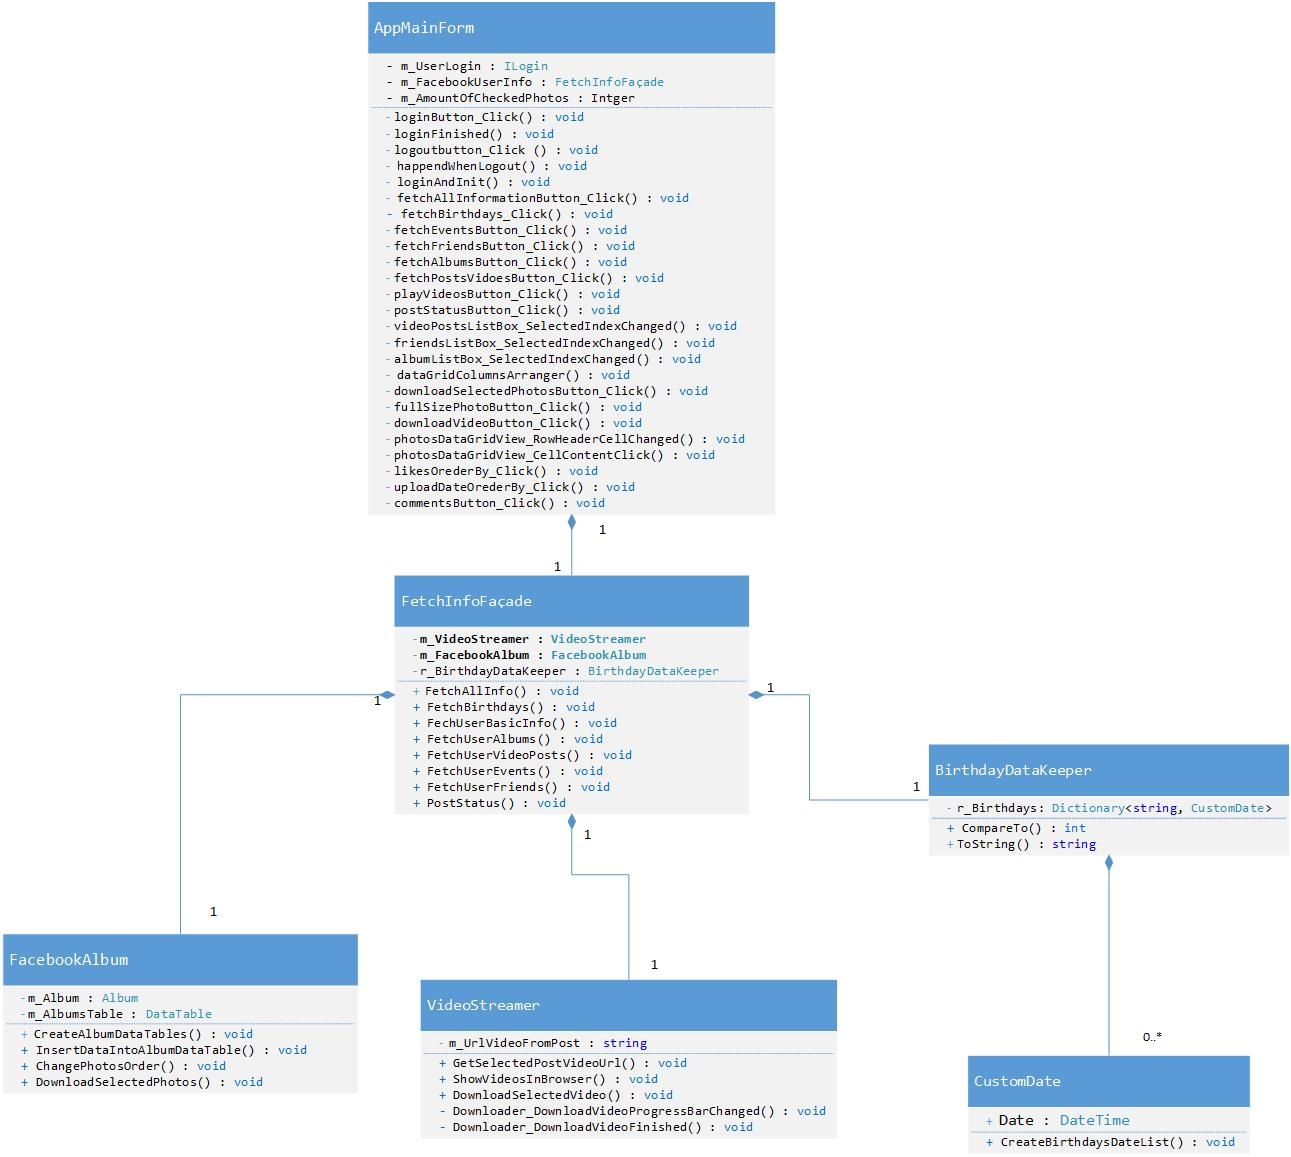 AppMainForm
- m_UserLogin : ILogin
- m_FacebookUserInfo : FetchInfoFaçade
- m_AmountOfCheckedPhotos : Intger
-loginButton_Click() : void
-loginFinished() : void
-logoutbutton_Click () : void
- happendWhenLogout() : void
- loginAndInit() : void
- fetchAllInformationButton_Click() : void
- fetchBirthdays_Click() : void
-fetchEventsButton_Click() : void
-fetchFriendsButton_Click() : void
-fetchAlbumsButton_Click() : void
-fetchPostsVidoesButton_Click() : void
-playVideosButton_Click() : void
-postStatusButton_Click() : void
-videoPostsListBox_SelectedIndexChanged() : void
-friendsListBox_SelectedIndexChanged() : void
-albumListBox_SelectedIndexChanged() : void
- dataGridColumnsArranger() : void
-downloadSelectedPhotosButton_Click() : void
-fullSizePhotoButton_Click() : void
-downloadVideoButton_Click() : void
-photosDataGridView_RowHeaderCellChanged() : void
-photosDataGridView_CellContentClick() : void
-likesOrederBy_Click() : void
-uploadDateOrederBy_Click() : void
-commentsButton_Click() : void
1
1
FetchInfoFaçade
-m_VideoStreamer : VideoStreamer
-m_FacebookAlbum : FacebookAlbum
-r_BirthdayDataKeeper : BirthdayDataKeeper
+ FetchAllInfo() : void
+ FetchBirthdays() : void
+ FechUserBasicInfo() : void
+ FetchUserAlbums() : void
+ FetchUserVideoPosts() : void
+ FetchUserEvents() : void
+ FetchUserFriends() : void
+ PostStatus() : void
1
1
1
1
BirthdayDataKeeper
- r_Birthdays: Dictionary<string, CustomDate>
+ CompareTo() : int
+ToString() : string
1
FacebookAlbum
-m_Album : Album
-m_AlbumsTable : DataTable
+ CreateAlbumDataTables() : void
+ InsertDataIntoAlbumDataTable() : void
+ ChangePhotosOrder() : void
+ DownloadSelectedPhotos() : void
1
VideoStreamer
- m_UrlVideoFromPost : string
+ GetSelectedPostVideoUrl() : void
+ ShowVideosInBrowser() : void
+ DownloadSelectedVideo() : void
- Downloader_DownloadVideoProgressBarChanged() : void
- Downloader_DownloadVideoFinished() : void
0..*
CustomDate
+ Date : DateTime
+ CreateBirthdaysDateList() : void